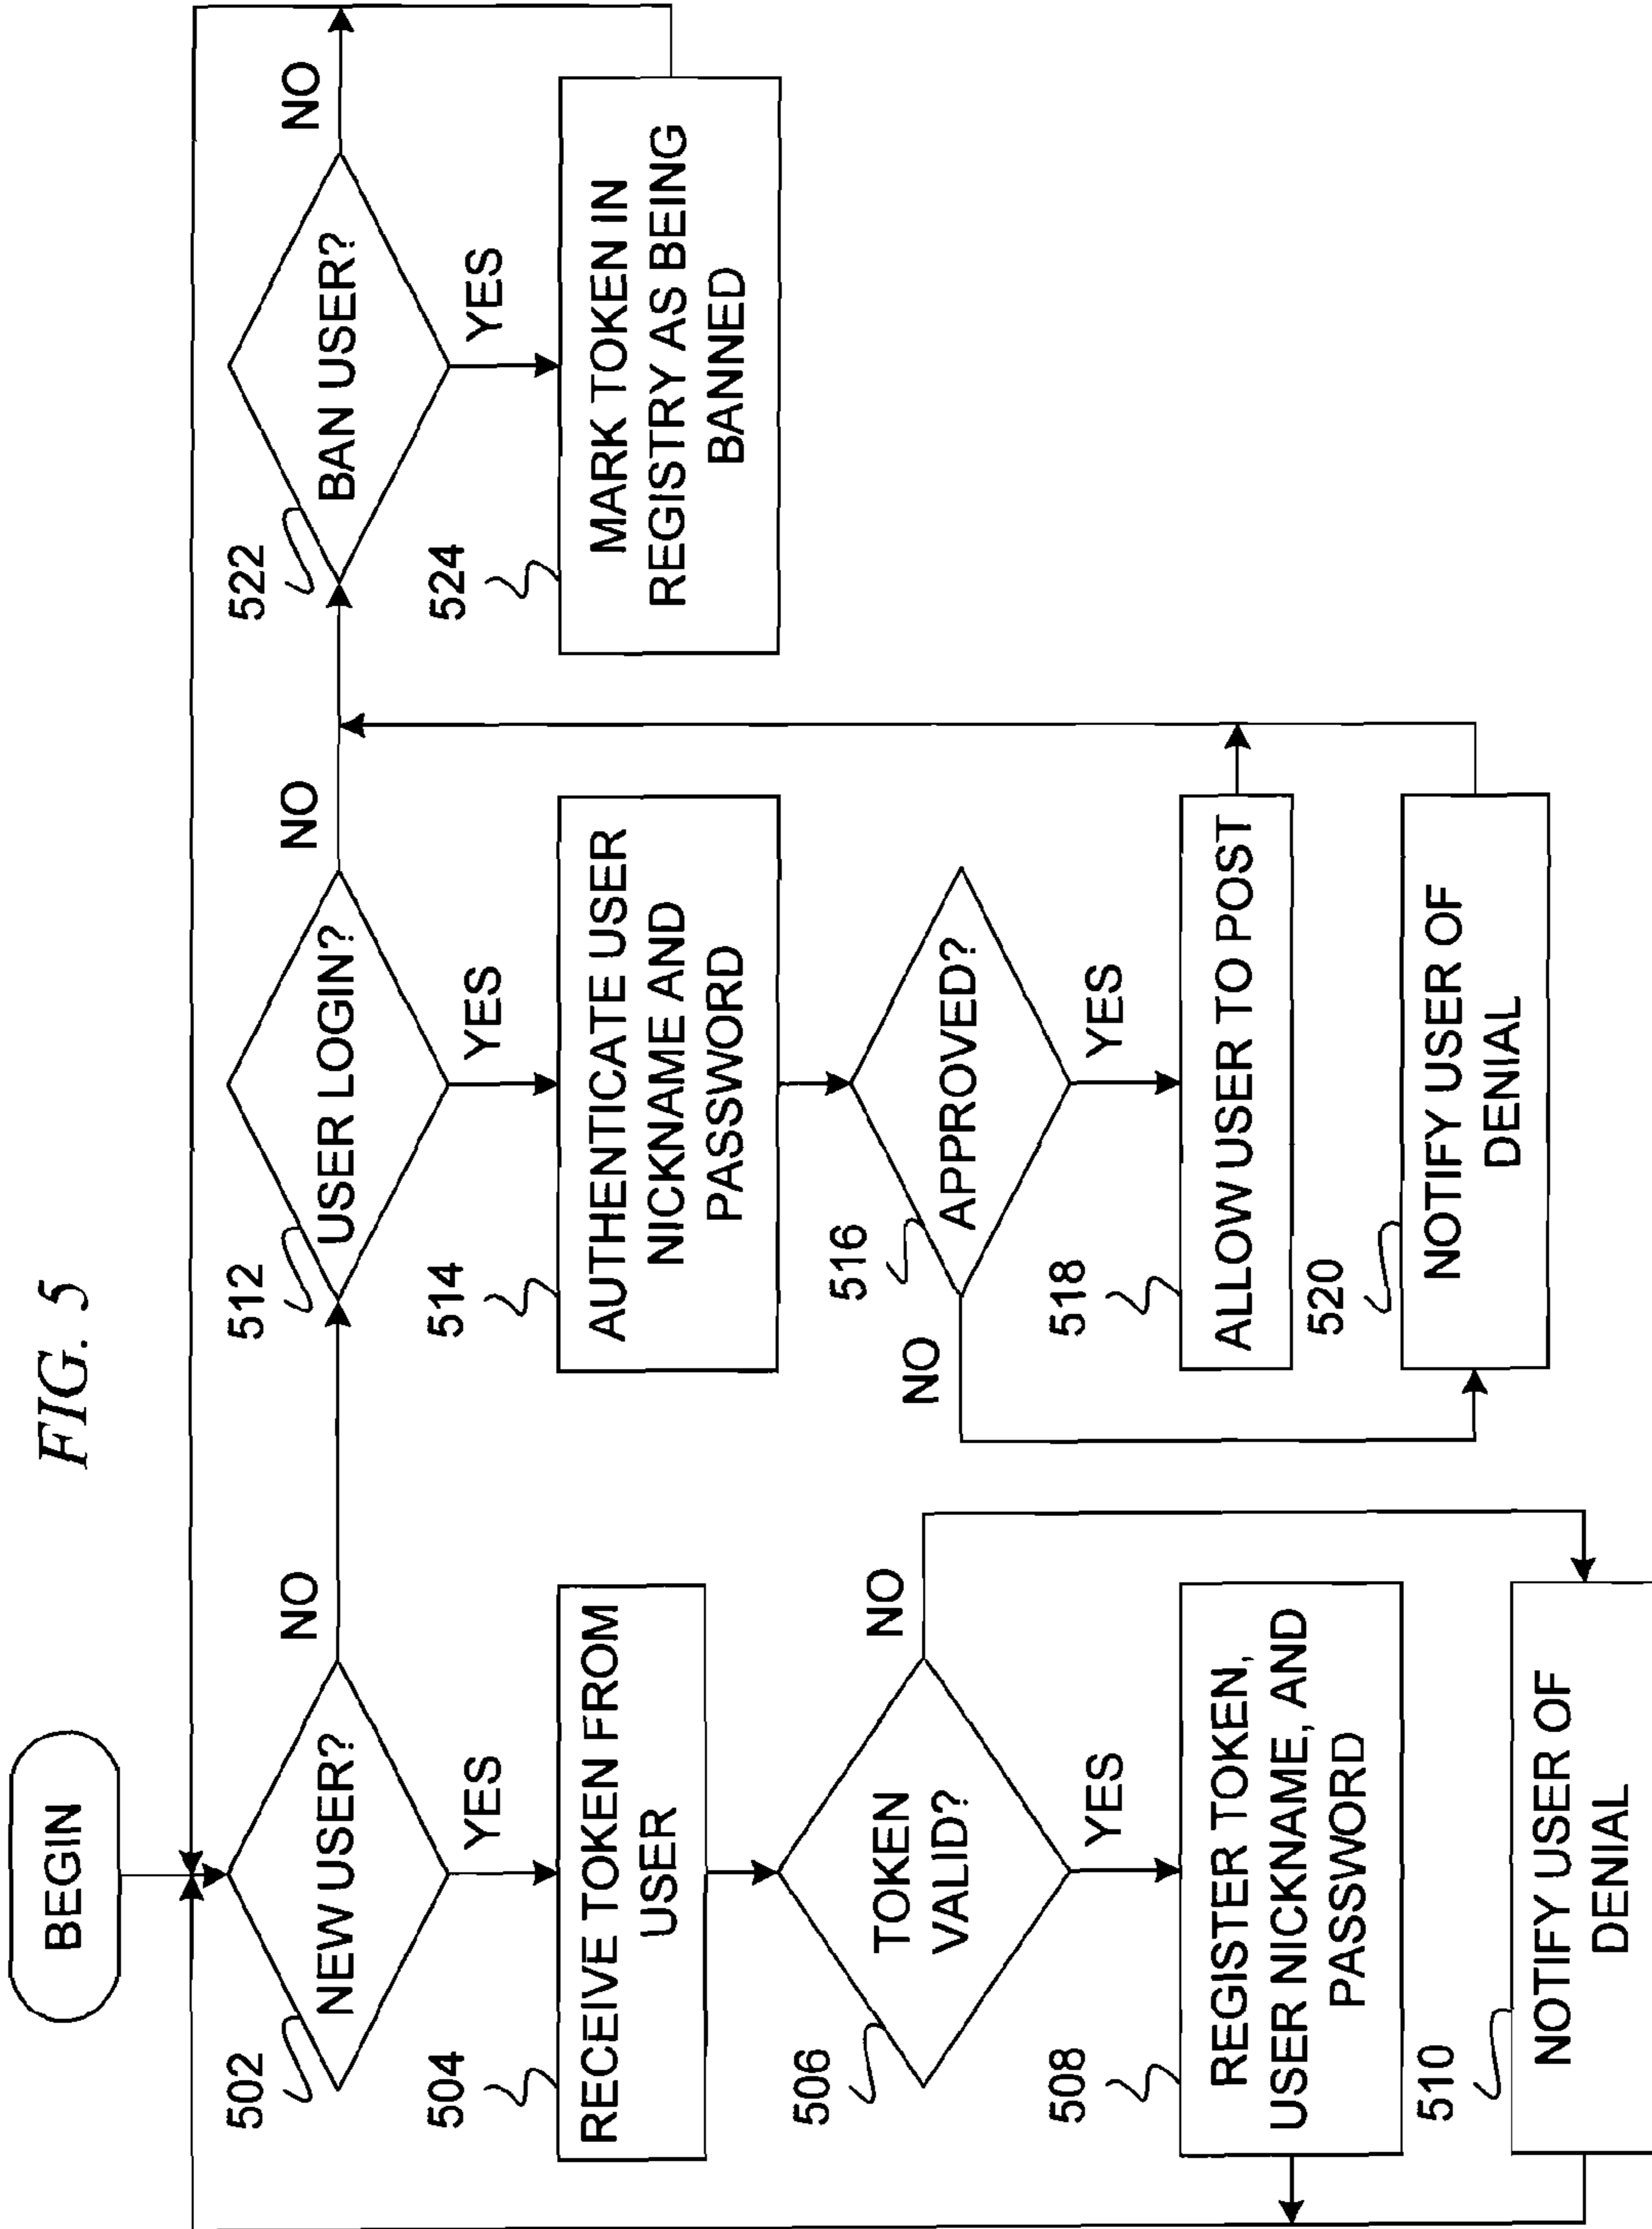 FIG. 5
BEGIN
502
NEW USER?
NO
YES
504
RECEIVE TOKEN FROM
USER
506
TOKEN
VALID?
NO
YES
508
REGISTER TOKEN,
USER NICKNAME, AND
PASSWORD
510
NOTIFY USER OF
DENIAL
512
USER LOGIN?
NO
YES
514
AUTHENTICATE USER
NICKNAME AND
PASSWORD
516
APPROVED?
NO
YES
518
ALLOW USER TO POST
520
NOTIFY USER OF
DENIAL
522
BAN USER?
NO
YES
524
MARK TOKEN IN
REGISTRY AS BEING
BANNED